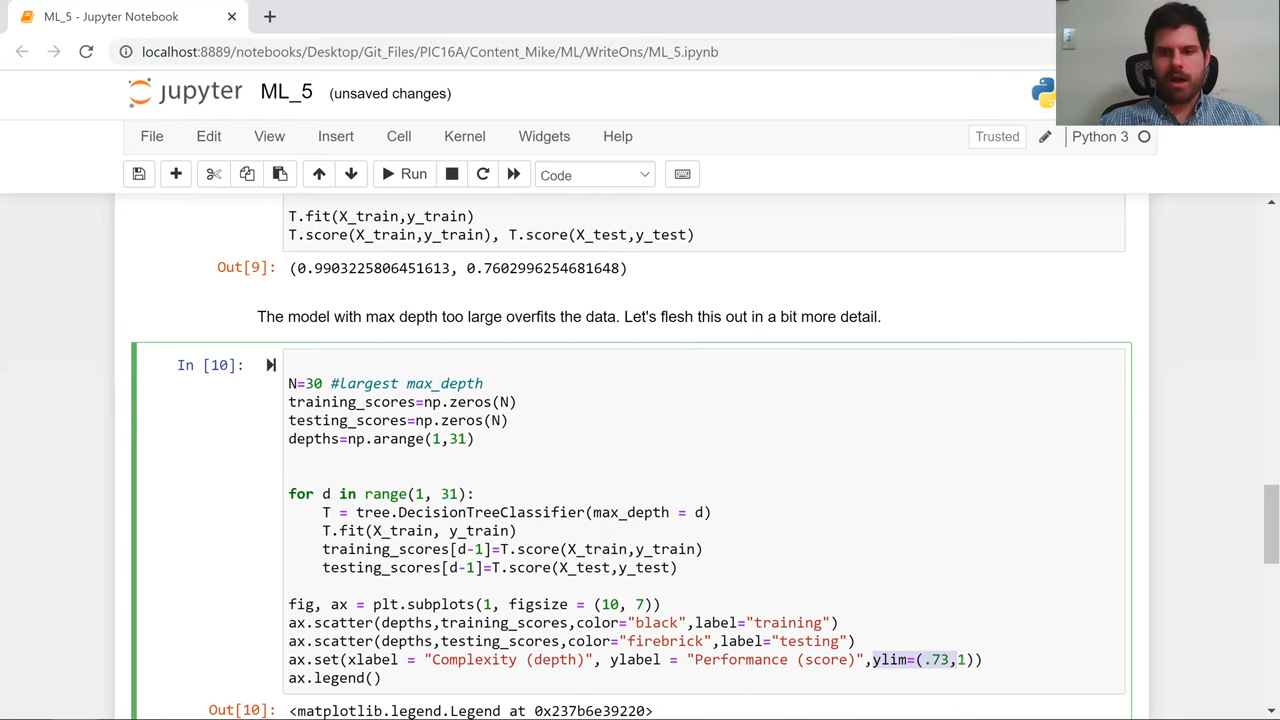 ML_5 - Jupyter Notebook
localhost:8889/notebooks/Desktop/Git_Files/PIC16A/Content_Mike/ML/WriteOns/ML_5.ipynb
jupyter ML_5 (unsaved changes)
File Edit View Insert Cell Kernel Widgets Help Trusted Python 3
Run Code
T.fit(X_train,y_train)
T.score(X_train,y_train), T.score(X_test,y_test)
Out[9]: (0.9903225806451613, 0.7602996254681648)
The model with max depth too large overfits the data. Let's flesh this out in a bit more detail.
In [10]:
N=30 #largest max_depth
training_scores=np.zeros(N)
testing_scores=np.zeros(N)
depths=np.arange(1,31)
for d in range(1, 31):
T = tree.DecisionTreeClassifier(max_depth = d)
T.fit(X_train, y_train)
training_scores[d-1]=T.score(X_train,y_train)
testing_scores[d-1]=T.score(X_test,y_test)
fig, ax = plt.subplots(1, figsize = (10, 7))
ax.scatter(depths,training_scores,color="black",label="training")
ax.scatter(depths,testing_scores,color="firebrick",label="testing")
ax.set(xlabel = "Complexity (depth)", ylabel = "Performance (score)",ylim=(.73,1))
ax.legend()
Out[10]: <matplotlib.legend.Legend at 0x237b6e39220>